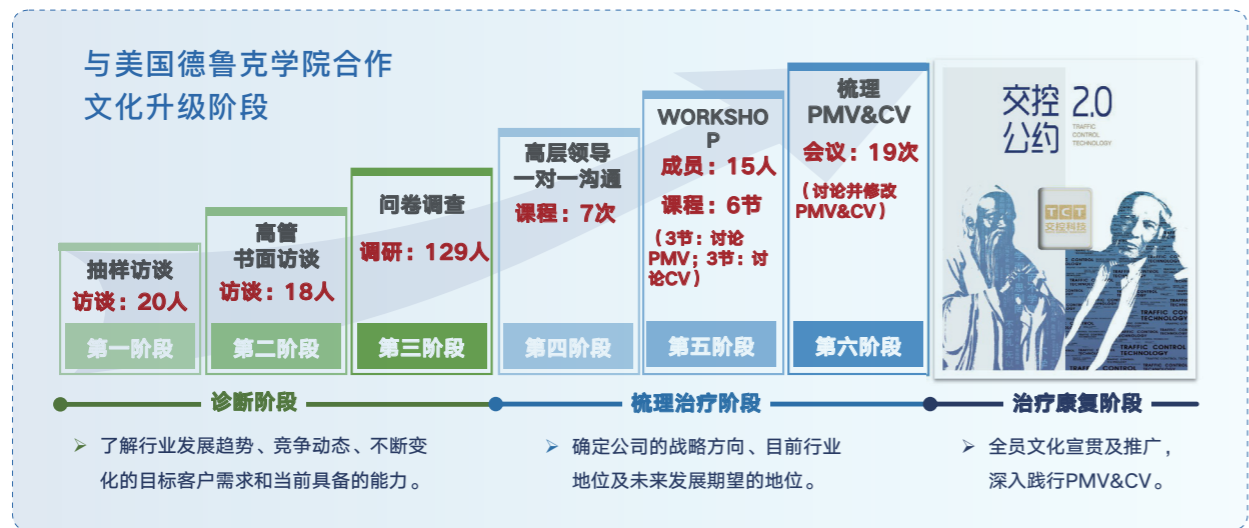 与美国德鲁克学院合作
文化升级阶段
抽样访谈
访谈：20人
第一阶段
高管
书面访谈
访谈：18人
第二阶段
问卷调查
调研：129人
第三阶段
高层领导
一对一沟通
课程：7次
第四阶段
WORKSHO
P
成员：15人
课程：6节
（3节：讨论
PMV；3节：讨
论CV）
第五阶段
梳理
PMV&CV
会议：19次
（讨论并修改
PMV&CV）
第六阶段
交控 2.0
公约
TRAFFIC
CONTROL
TECHNOLOGY
TCT
交控科技
TRAFFIC CONTROL
TECHNOLOGY
TRAFFIC CONTROL
TECHNOLOGY
诊断阶段
了解行业发展趋势、竞争动态、不断变
化的目标客户需求和当前具备的能力。
梳理治疗阶段
确定公司的战略方向、目前行业
地位及未来发展期望的地位。
治疗康复阶段
全员文化宣贯及推广，
深入践行PMV&CV。